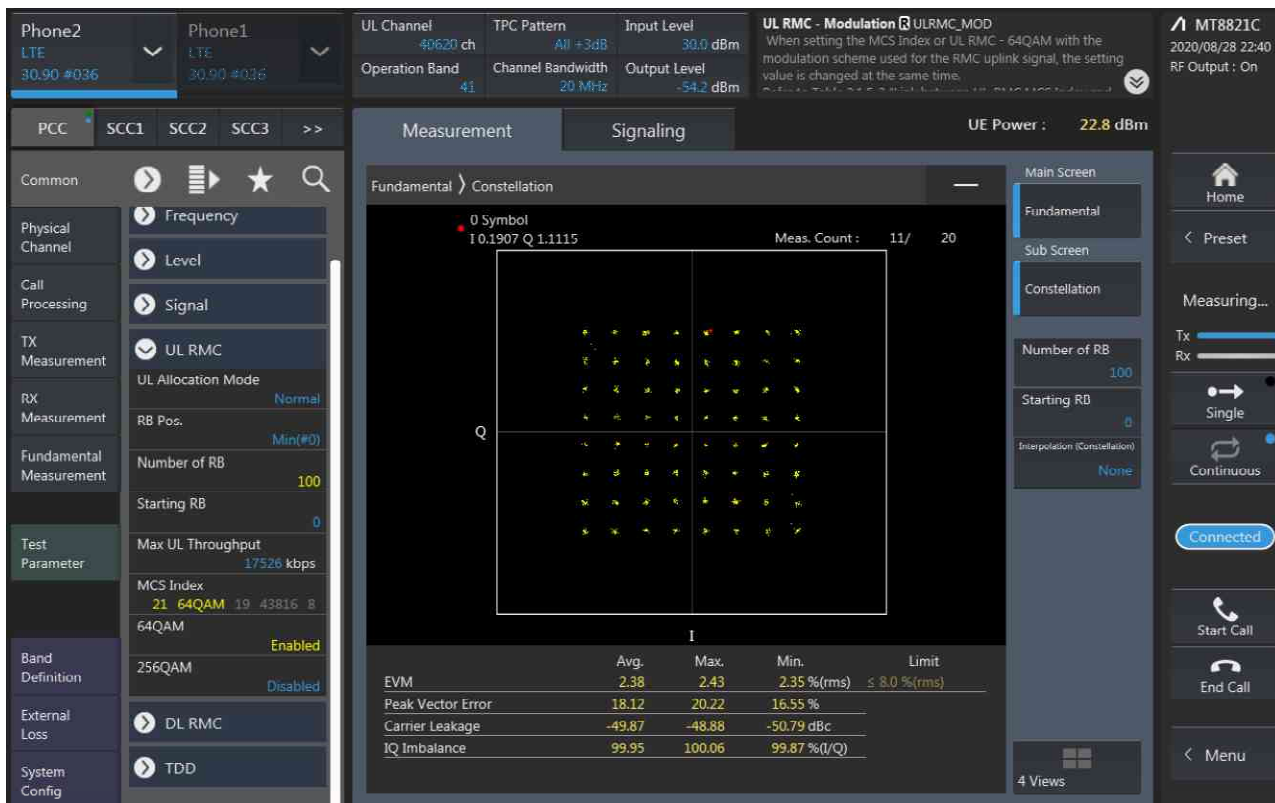 Phone2
LTE
30.90 #036
Phone1
LTE
30.90 #036
UL Channel
40620 ch
Operation Band
41
TPC Pattern
All +3dB
Channel Bandwidth
20 MHz
Input Level
30.0 dBm
Output Level
-54.2 dBm
UL RMC - Modulation R ULRMC_MOD
When setting the MCS Index or UL RMC -
64QAM with the
modulation scheme used for the RMC uplink signal, the setting
value is changed at the same time.
MT8821C
2020/08/28 22:40
RF Output : On
PCC SCC1 SCC2 SCC3 >>
Measurement
Signaling
UE Power : 22.8 dBm
Common
Physical
Channel
Call
Processing
TX
Measurement
RX
Measurement
Fundamental
Measurement
Test
Parameter
Band
Definition
External
Loss
System
Config
Frequency
Level
Signal
UL RMC
UL Allocation Mode
Normal
RB Pos.
Min(#0)
Number of RB
100
Starting RB
0
Max UL Throughput
17526 kbps
MCS Index
21 64QAM 19 43816 8
64QAM
Enabled
256QAM
Disabled
DL RMC
TDD
Fundamental 〉 Constellation
0 Symbol
I 0.1907 Q 1.1115
Meas. Count : 11/ 20
Q
I
Avg. Max. Min. Limit
EVM 2.38 2.43 2.35 %(rms) ≤ 8.0 %(rms)
Peak Vector Error 18.12 20.22 16.55 %
Carrier Leakage -49.87 -48.88 -50.79 dBc
IQ Imbalance 99.95 100.06 99.87 %(I/Q)
Main Screen
Fundamental
Sub Screen
Constellation
Number of RB
100
Starting RB
0
Interpolation (Constellation)
None
4 Views
Home
< Preset
Measuring...
Tx
Rx
Single
Continuous
Connected
Start Call
End Call
< Menu